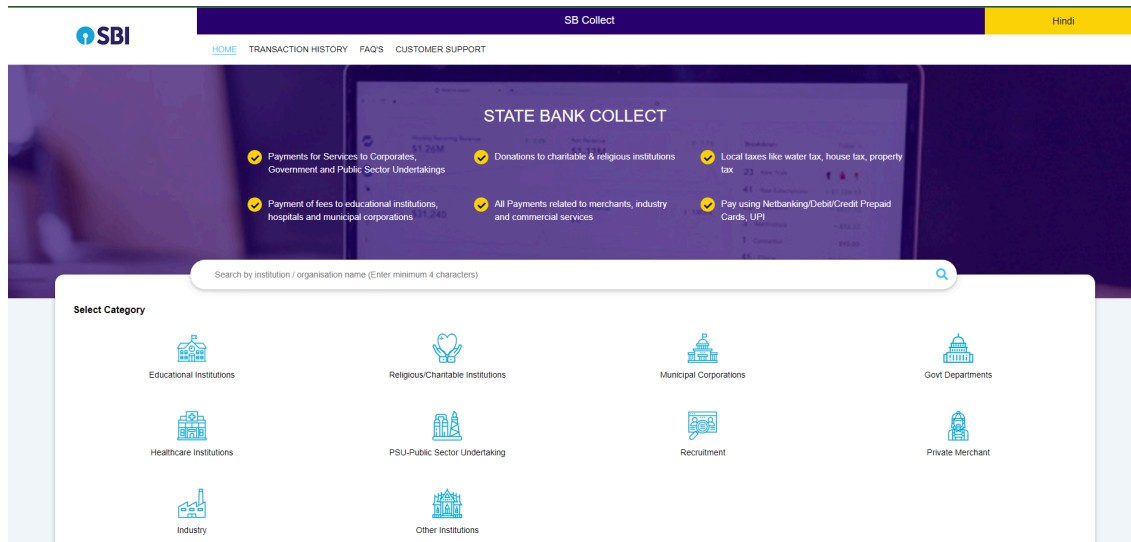 SBI
SB Collect
Hindi
HOME TRANSACTION HISTORY FAQ'S CUSTOMER SUPPORT
STATE BANK COLLECT
Payments for Services to Corporates,
Government and Public Sector Undertakings
Donations to charitable & religious institutions
Local taxes like water tax, house tax, property
tax
Payment of fees to educational institutions,
hospitals and municipal corporations
All Payments related to merchants, industry
and commercial services
Pay using Netbanking/Debit/Credit Prepaid
Cards, UPI
Search by institution / organisation name (Enter minimum 4 characters)
Select Category
Educational Institutions
Religious/Charitable Institutions
Municipal Corporations
Govt Departments
Healthcare Institutions
PSU-Public Sector Undertaking
Recruitment
Private Merchant
Industry
Other Institutions